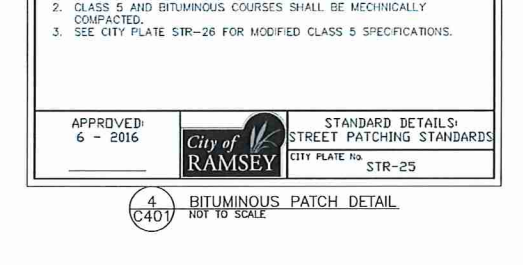 2. CLASS 5 AND BITUMINOUS COURSES SHALL BE MECHNICALLY
COMPACTED.
3. SEE CITY PLATE STR-26 FOR MODIFIED CLASS 5 SPECIFICATIONS.
APPROVED:
6 - 2016
City of
RAMSEY
STANDARD DETAILS:
STREET PATCHING STANDARDS
CITY PLATE No.
STR-25
4
C401
BITUMINOUS PATCH DETAIL
NOT TO SCALE